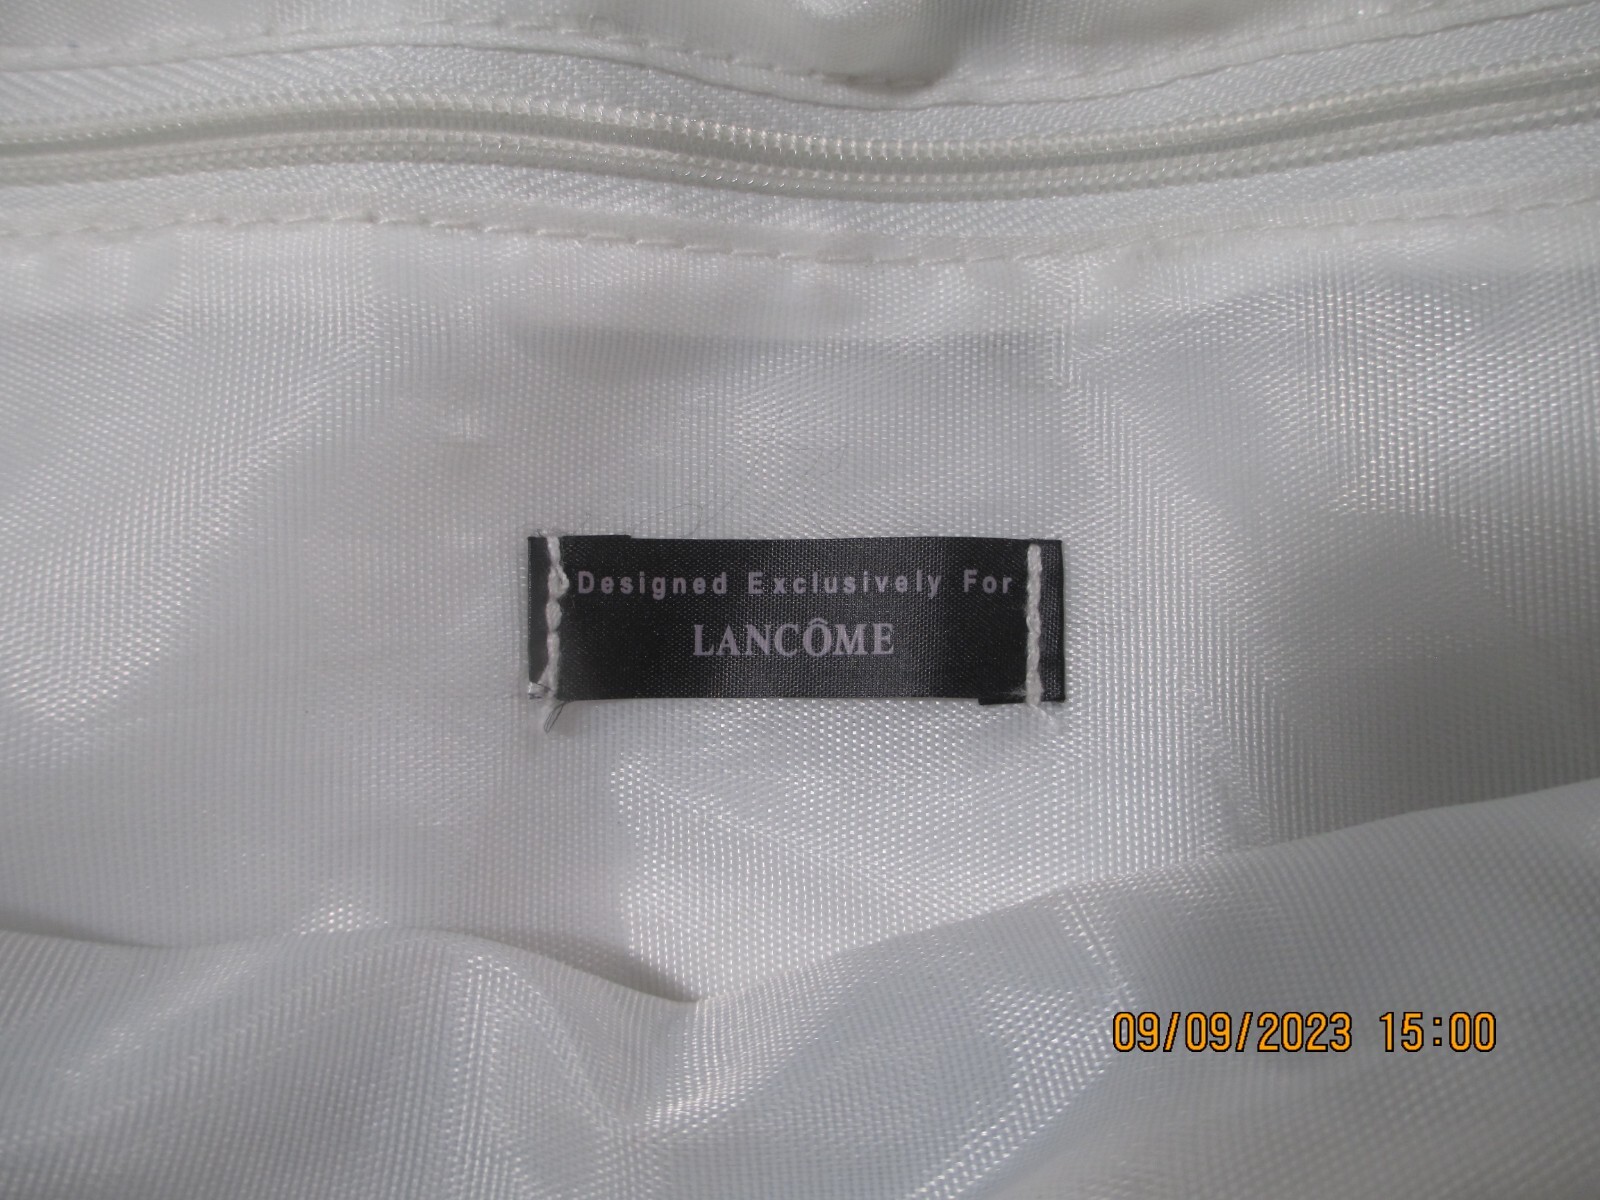 Designed Exclusively For
LANCÔME
09/09/2023 15:00